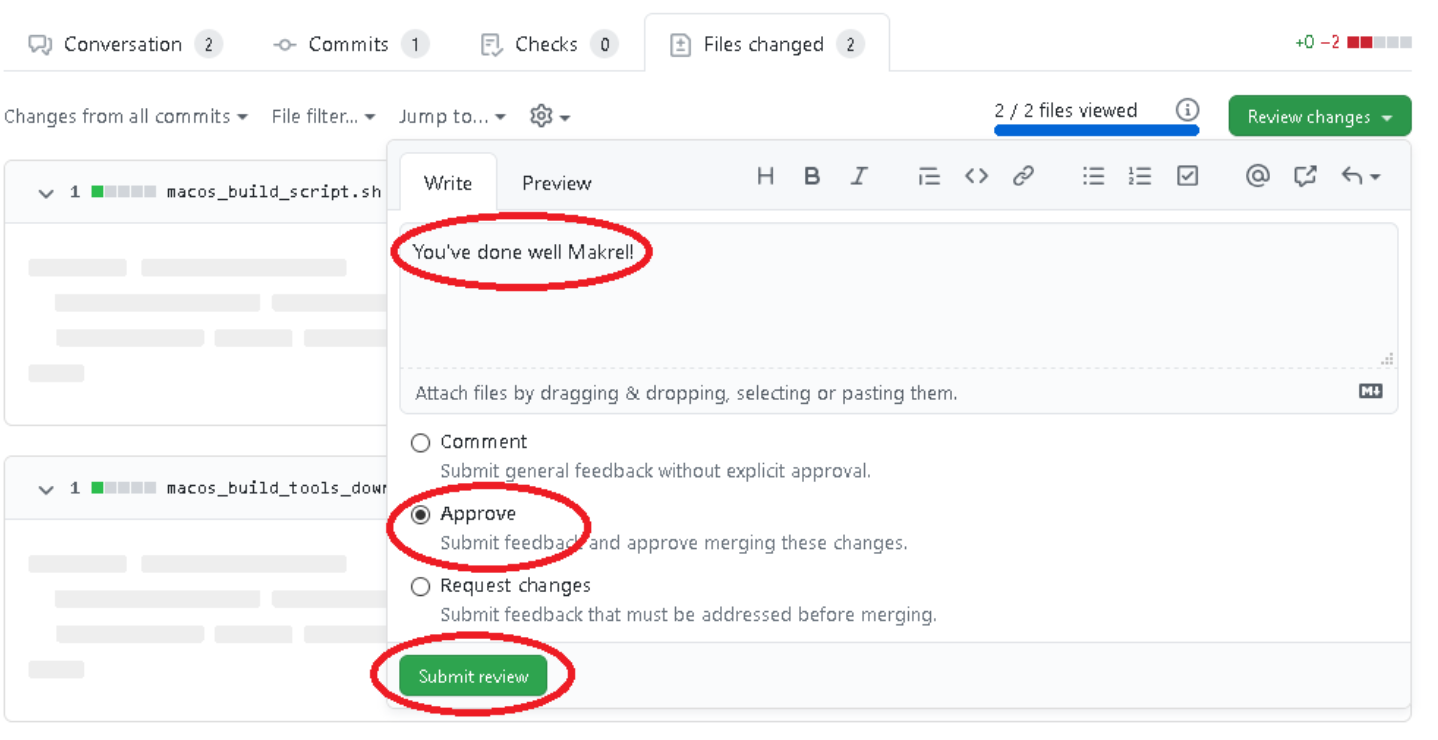 Conversation 2 Commits 1 Checks 0 Files changed 2 +0 −2
Changes from all commits File filter... Jump to... 2 / 2 files viewed Review changes
1 macos_build_script.sh
Write Preview H B I
You've done well Makrel!
Attach files by dragging & dropping, selecting or pasting them.
Comment
Submit general feedback without explicit approval.
1 macos_build_tools_dow
Approve
Submit feedback and approve merging these changes.
Request changes
Submit feedback that must be addressed before merging.
Submit review